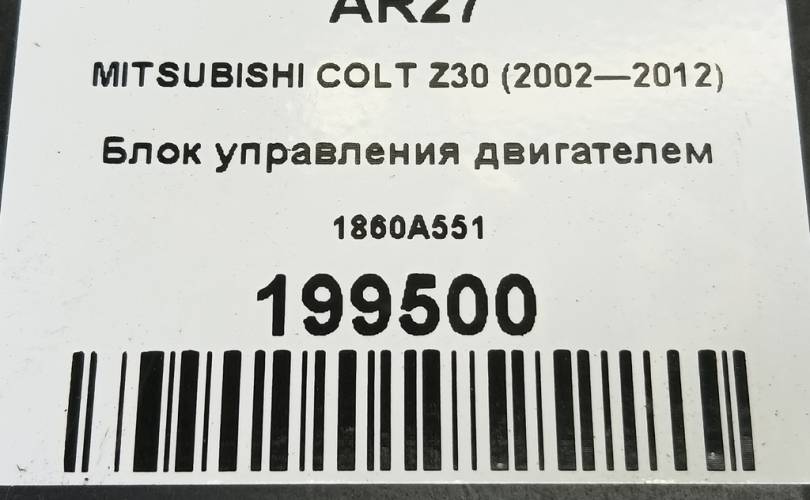 AR27
MITSUBISHI COLT Z30 (2002—2012)
Блок управления двигателем
1860A551
199500